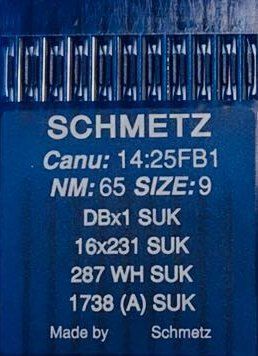 SCHMETZ
Canu: 14:25FB1
NM: 65 SIZE: 9
DBx1 SUK
16x231 SUK
287 WH SUK
1738 (A) SUK
Made by Schmetz